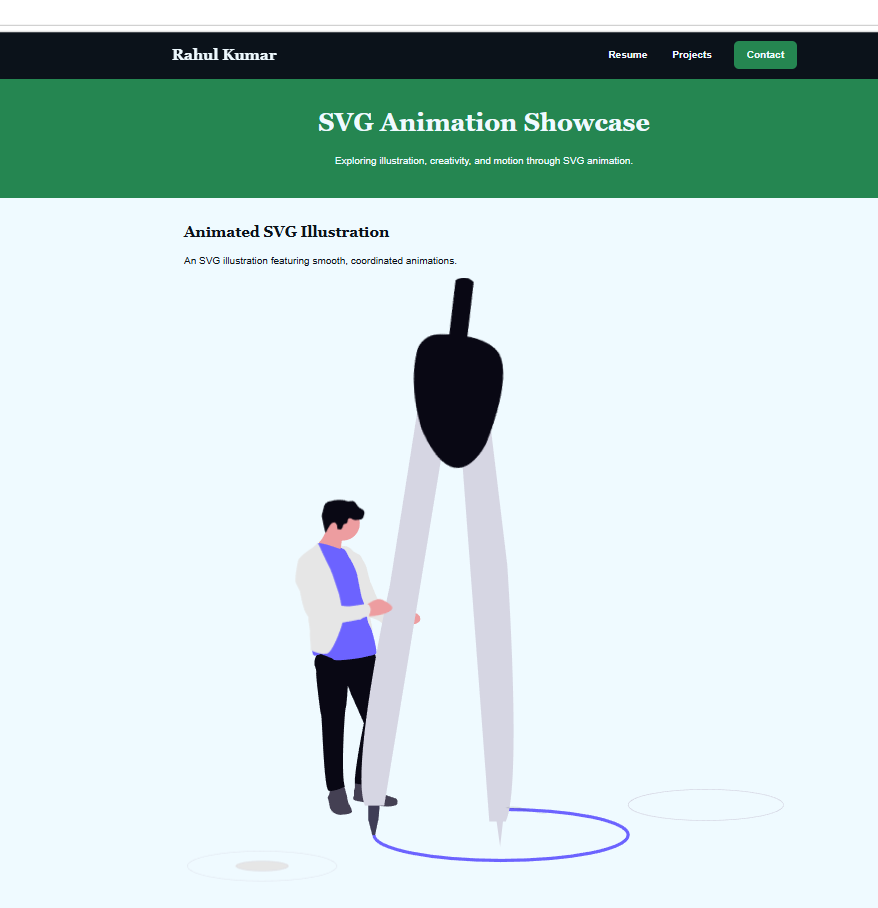 Rahul Kumar
Resume
Projects
Contact
SVG Animation Showcase
Exploring illustration, creativity, and motion through SVG animation.
Animated SVG Illustration
An SVG illustration featuring smooth, coordinated animations.